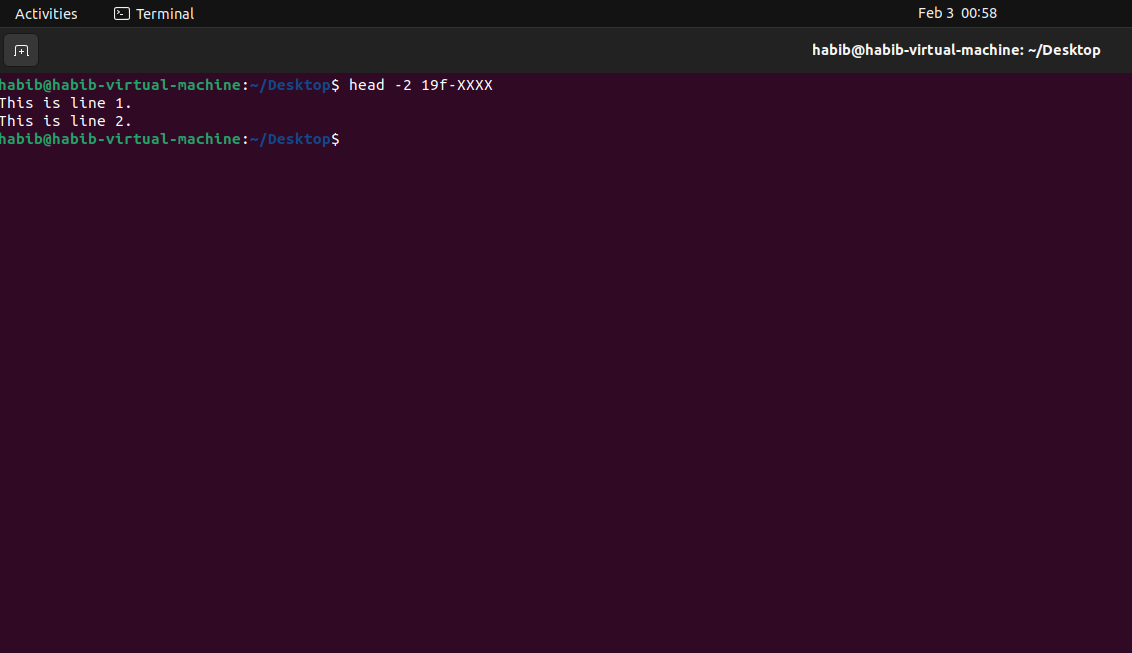 Activities Terminal Feb 3 00:58
habib@habib-virtual-machine: ~/Desktop
habib@habib-virtual-machine:~/Desktop$ head -2 19f-XXXX
This is line 1.
This is line 2.
habib@habib-virtual-machine:~/Desktop$